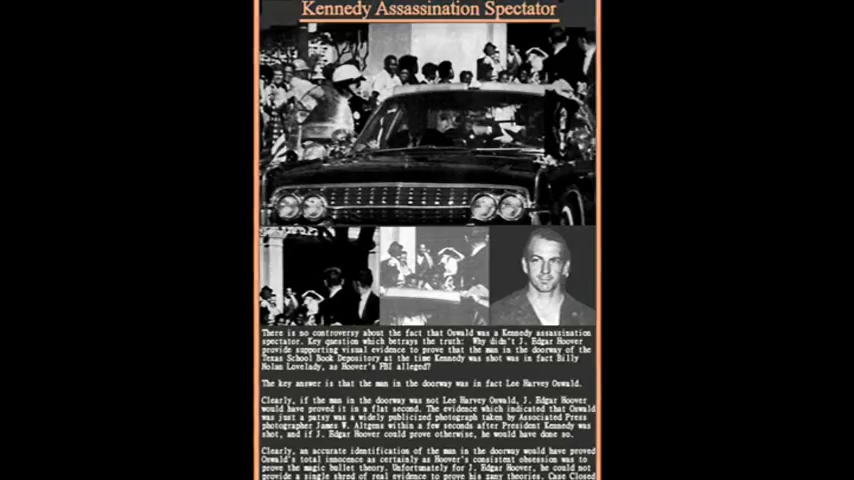 Kennedy Assassination Spectator
There is no controversy about the fact that Oswald was a Kennedy assassination
spectator. Key question which betrays the truth: Why didn't J. Edgar Hoover
provide supporting visual evidence to prove that the man in the doorway of the
Texas School Book Depository at the time Kennedy was shot was in fact Billy
Nolan Lovelady, as Hoover's FBI alleged?
The key answer is that the man in the doorway was in fact Lee Harvey Oswald.
Clearly, if the man in the doorway was not Lee Harvey Oswald, J. Edgar Hoover
would have proved it in a flat second. The evidence which indicated that Oswald
was just a patsy was a widely publicized photograph taken by Associated Press
photographer James W. Altgens within a few seconds after President Kennedy was
shot, and if J. Edgar Hoover could prove otherwise, he would have done so.
Clearly, an accurate identification of the man in the doorway would have proved
Oswald's total innocence as certainly as Hoover's consistent obsession was to
prove the magic bullet theory. Unfortunately for J. Edgar Hoover, he could not
provide a single shred of real evidence to prove his zany theories. Case Closed